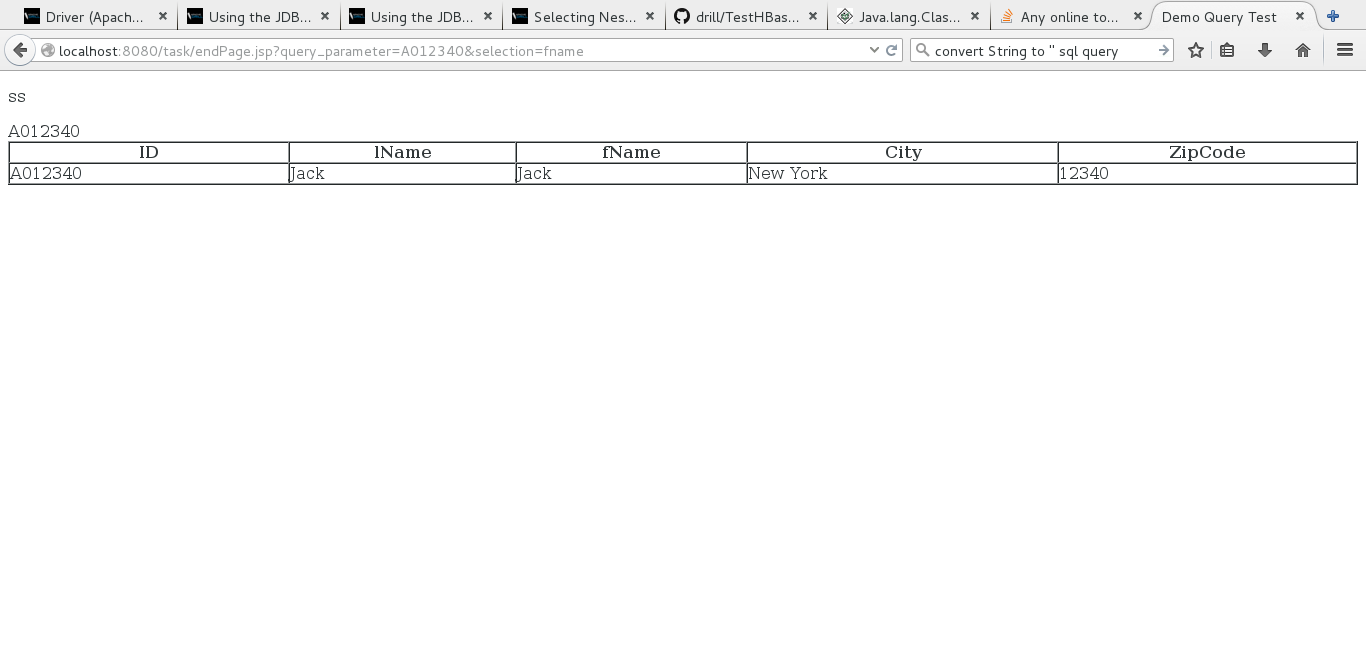 Driver (Apach... Using the JDB... Using the JDB... Selecting Nes... drill/TestHBas... Java.lang.Clas... Any online to... Demo Query Test
localhost:8080/task/endPage.jsp?query_parameter=A012340&selection=fname convert String to '' sql query
ss
A012340
ID lName fName City ZipCode
A012340 Jack Jack New York 12340